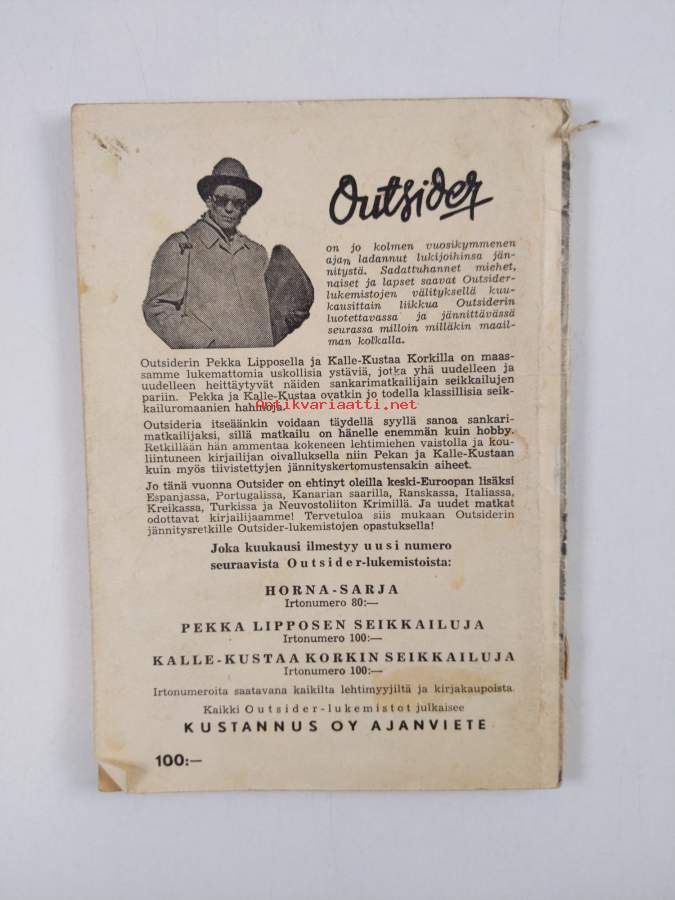 Outsider
on jo kolmen vuosikymmenen
ajan ladannut lukijoihinsa jän-
nitystä. Sadattuhannet miehet,
naiset ja lapset saavat Outsider-
lukemistojen välityksellä kuu-
kausittain liikkua Outsiderin
luotettavassa ja jännittävässä
seurassa milloin milläkin maail-
man kolkalla.
Outsiderin Pekka Lipposella ja Kalle-Kustaa Korkilla on maas-
samme lukemattomia uskollisia ystäviä, jotka yhä uudelleen ja
uudelleen heittäytyvät näiden sankarimatkailijain seikkailujen
pariin. Pekka ja Kalle-Kustaa ovatkin jo todella klassillisia seik-
kailuromaanien hahmoja.
Antikvariaatti.net
Outsideria itseäänkin voidaan täydellä syyllä sanoa sankari-
matkailijaksi, sillä matkailu on hänelle enemmän kuin hobby.
Retkillään hän ammentaa kokeneen lehtimiehen vaistolla ja kou-
liintuneen kirjailijan oivalluksella niin Pekan ja Kalle-Kustaan
kuin myös tiivistettyjen jännityskertomustensakin aiheet.
Jo tänä vuonna Outsider on ehtinyt oleilla keski-Euroopan lisäksi
Espanjassa, Portugalissa, Kanarian saarilla, Ranskassa, Italiassa,
Kreikassa, Turkissa ja Neuvostoliiton Krimillä. Ja uudet matkat
odottavat kirjailijaamme! Tervetuloa siis mukaan Outsiderin
jännitysretkille Outsider-lukemistojen opastuksella!
Joka kuukausi ilmestyy uusi numero
seuraavista Outsider-lukemistoista:
HORNA-SARJA
Irtonumero 80:—
PEKKA LIPPOSEN SEIKKAILUJA
Irtonumero 100:—
KALLE-KUSTAA KORKIN SEIKKAILUJA
Irtonumero 100:—
Irtonumeroita saatavana kaikilta lehtimyyjiltä ja kirjakaupoista.
Kaikki Outsider-lukemistot julkaisee
KUSTANNUS OY AJANVIETE
100:—